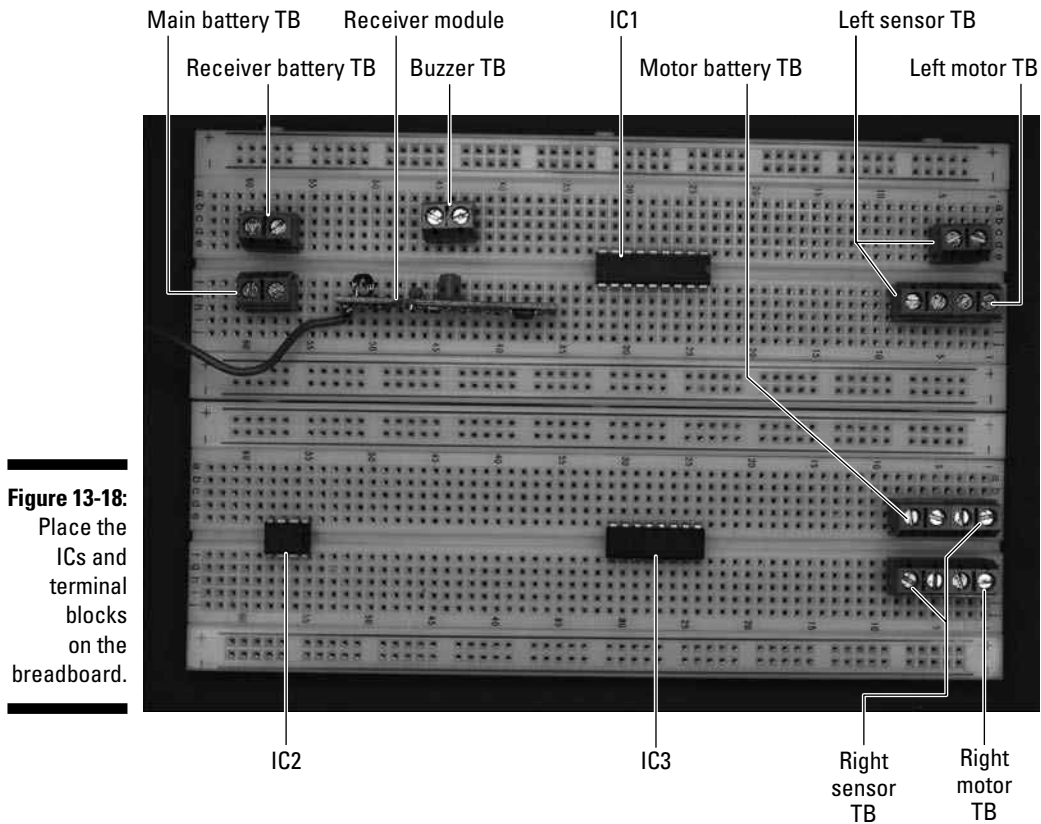 Main battery TB
Receiver module
IC1
Left sensor TB
Receiver battery TB
Buzzer TB
Motor battery TB
Left motor TB
Figure 13-18:
Place the
ICs and
terminal
blocks
on the
breadboard.
IC2
IC3
Right
sensor
TB
Right
motor
TB